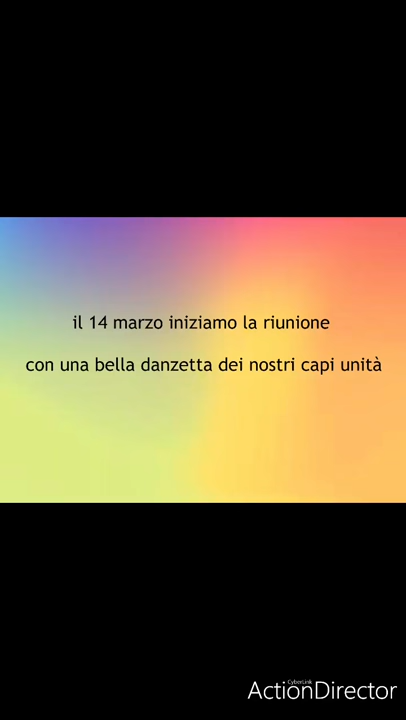 il 14 marzo iniziamo la riunione
con una bella danzetta dei nostri capi unità
CyberLink
ActionDirector